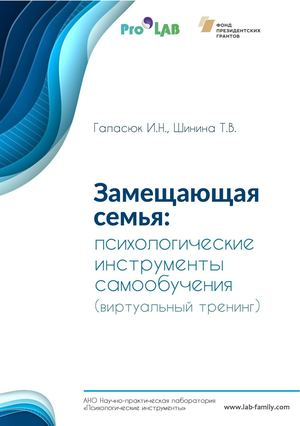 Pro LAB
ФОНД
ПРЕЗИДЕНТСКИХ
ГРАНТОВ
Галасюк И.Н., Шинина Т.В.
Замещающая
семья:
психологические
инструменты
самообучения
(виртуальный тренинг)
АНО Научно-практическая лаборатория
«Психологические инструменты»
www.lab-family.com